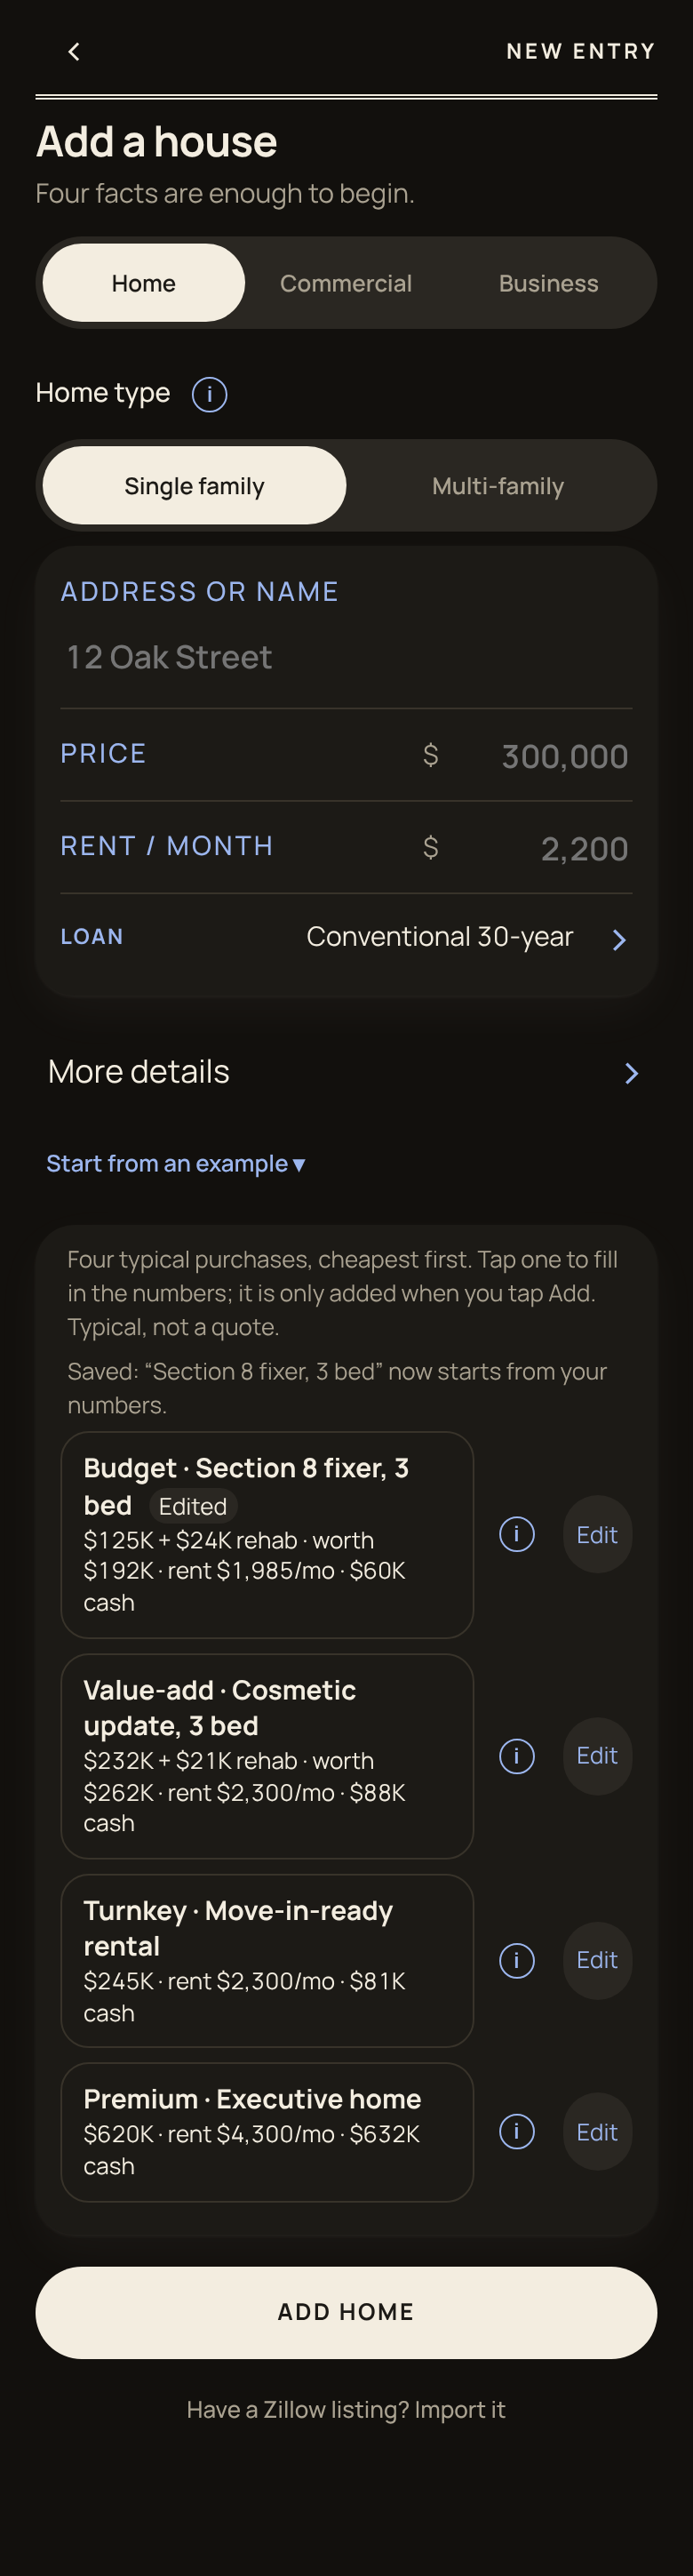 NEW ENTRY
Add a house
Four facts are enough to begin.
Home Commercial Business
Home type i
Single family Multi-family
ADDRESS OR NAME
12 Oak Street
PRICE $ 300,000
RENT / MONTH $ 2,200
LOAN Conventional 30-year
More details
Start from an example ▾
Four typical purchases, cheapest first. Tap one to fill
in the numbers; it is only added when you tap Add.
Typical, not a quote.
Saved: “Section 8 fixer, 3 bed” now starts from your
numbers.
Budget · Section 8 fixer, 3
bed Edited
$125K + $24K rehab · worth
$192K · rent $1,985/mo · $60K
cash
i Edit
Value-add · Cosmetic
update, 3 bed
$232K + $21K rehab · worth
$262K · rent $2,300/mo · $88K
cash
i Edit
Turnkey · Move-in-ready
rental
$245K · rent $2,300/mo · $81K
cash
i Edit
Premium · Executive home
$620K · rent $4,300/mo · $632K
cash
i Edit
ADD HOME
Have a Zillow listing? Import it